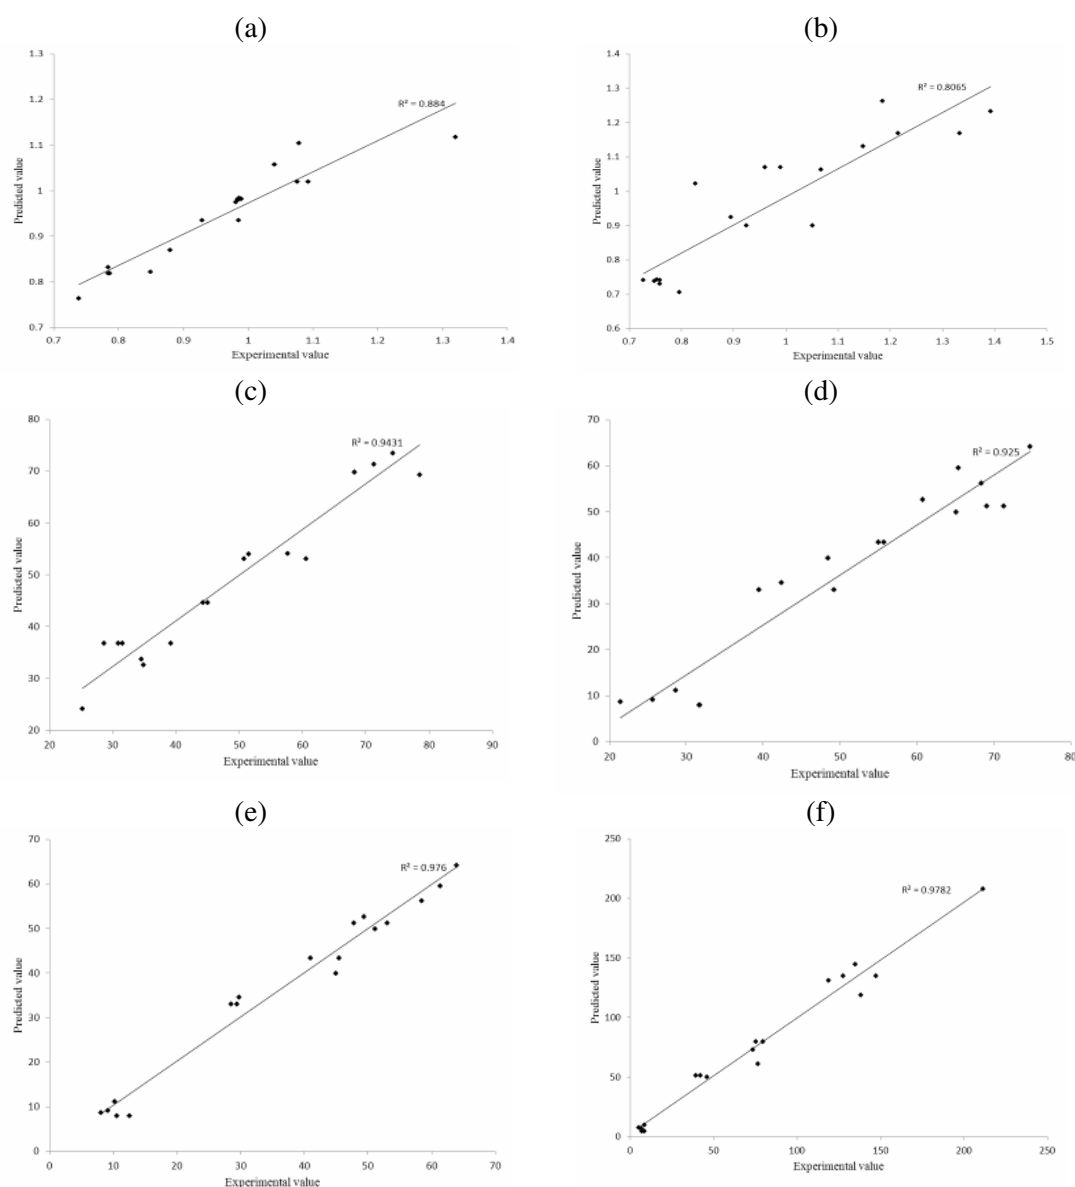 (a)
1.3
1.2
1.1
1
0.9
0.8
0.7
Predicted value
R² = 0.884
0.7 0.8 0.9 1 1.1 1.2 1.3 1.4
Experimental value
(b)
1.4
1.3
1.2
1.1
1
0.9
0.8
0.7
0.6
Predicted value
R² = 0.8065
0.7 0.8 0.9 1 1.1 1.2 1.3 1.4 1.5
Experimental value
(c)
80
70
60
50
40
30
20
Predicted value
R² = 0.9431
20 30 40 50 60 70 80 90
Experimental value
(d)
70
60
50
40
30
20
10
0
Predicted value
R² = 0.925
20 30 40 50 60 70 80
Experimental value
(e)
70
60
50
40
30
20
10
0
Predicted value
R² = 0.976
0 10 20 30 40 50 60 70
Experimental value
(f)
250
200
150
100
50
0
Predicted value
R² = 0.9782
0 50 100 150 200 250
Experimental value